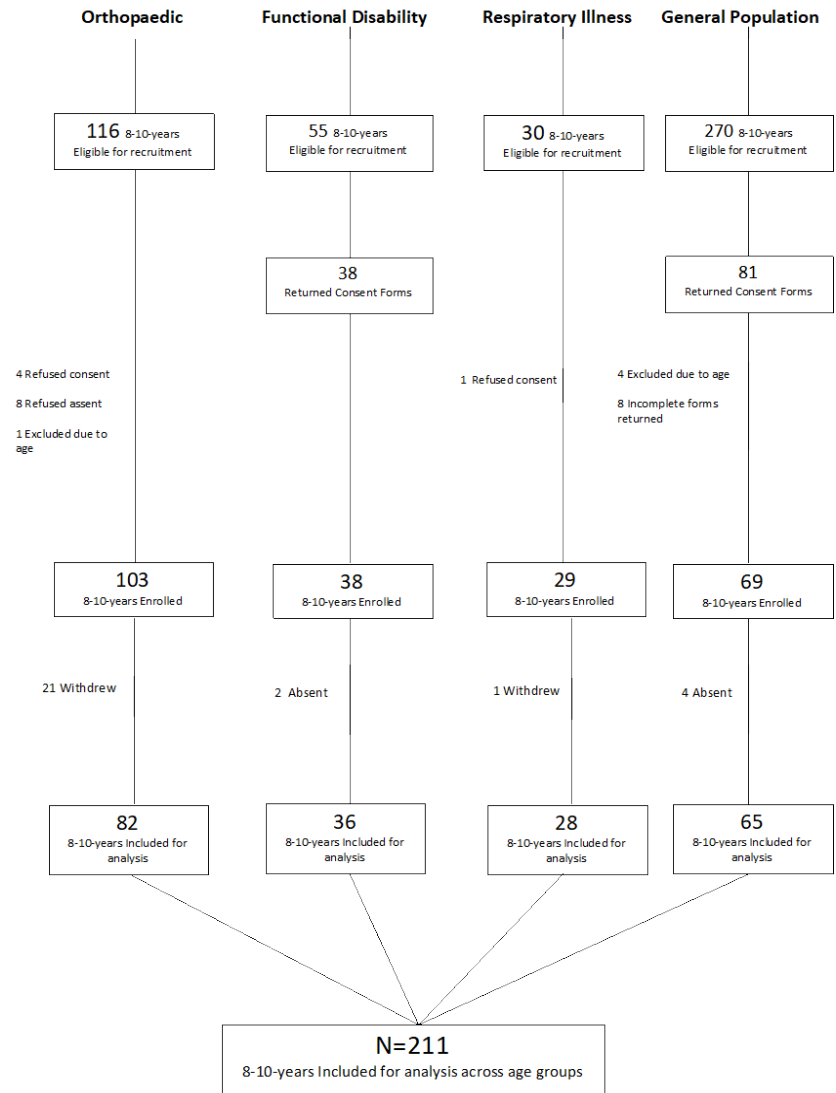 Orthopaedic
Functional Disability
Respiratory Illness
General Population
116 8-10-years
Eligible for recruitment
55 8-10-years
Eligible for recruitment
30 8-10-years
Eligible for recruitment
270 8-10-years
Eligible for recruitment
38
Returned Consent Forms
81
Returned Consent Forms
4 Refused consent
8 Refused assent
1 Excluded due to
age
1 Refused consent
4 Excluded due to age
8 Incomplete forms
returned
103
8-10-years Enrolled
38
8-10-years Enrolled
29
8-10-years Enrolled
69
8-10-years Enrolled
21 Withdrew
2 Absent
1 Withdrew
4 Absent
82
8-10-years Included for
analysis
36
8-10-years Included for
analysis
28
8-10-years Included for
analysis
65
8-10-years Included for
analysis
N=211
8-10-years Included for analysis across age groups